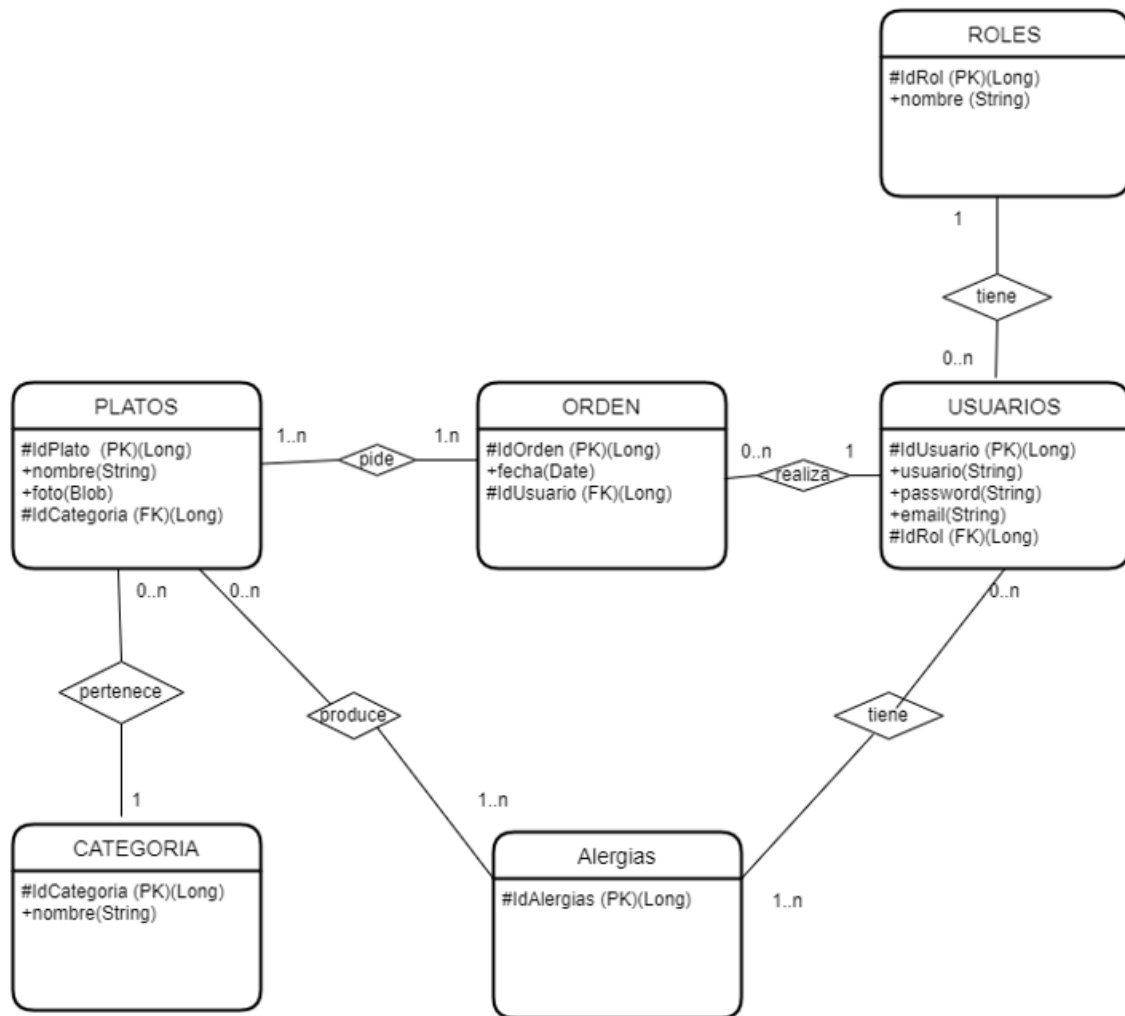 ROLES
#IdRol (PK)(Long)
+nombre (String)
1
tiene
0..n
PLATOS
#IdPlato (PK)(Long)
+nombre(String)
+foto(Blob)
#IdCategoria (FK)(Long)
1..n
pide
1.n
ORDEN
#IdOrden (PK)(Long)
+fecha(Date)
#IdUsuario (FK)(Long)
0..n
realiza
1
USUARIOS
#IdUsuario (PK)(Long)
+usuario(String)
+password(String)
+email(String)
#IdRol (FK)(Long)
0..n
0..n
0..n
pertenece
produce
tiene
1
1..n
1..n
CATEGORIA
#IdCategoria (PK)(Long)
+nombre(String)
Alergias
#IdAlergias (PK)(Long)